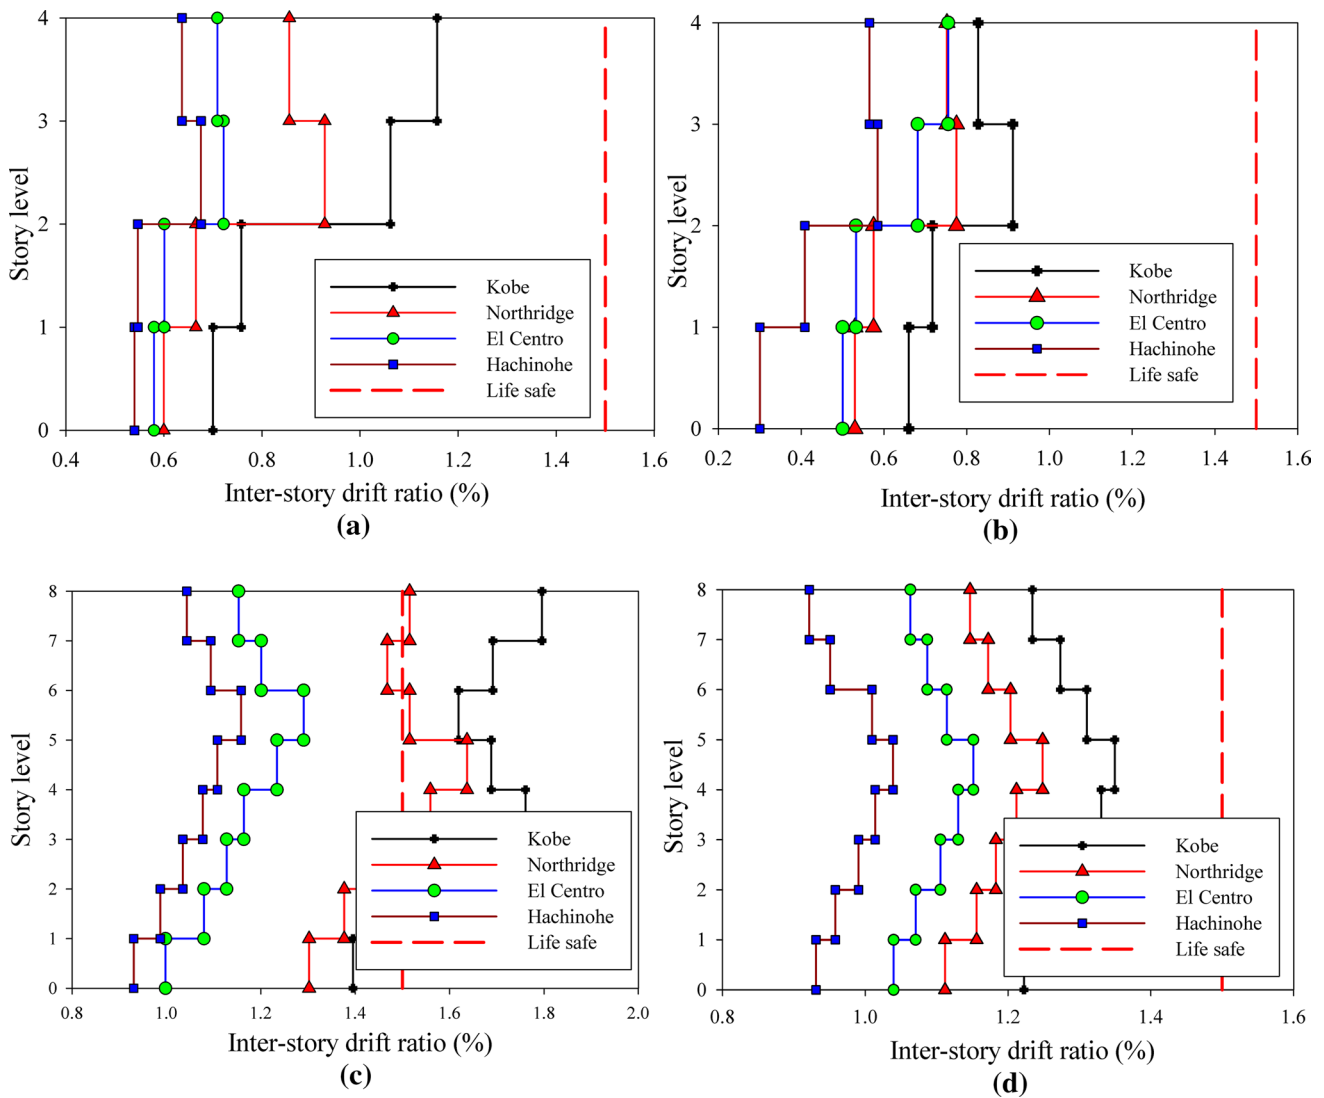 4
3
2
1
0
Story level
Kobe
Northridge
El Centro
Hachinohe
Life safe
0.4 0.6 0.8 1.0 1.2 1.4 1.6
Inter-story drift ratio (%)
(a)
4
3
2
1
0
Story level
Kobe
Northridge
El Centro
Hachinohe
Life safe
0.2 0.4 0.6 0.8 1.0 1.2 1.4 1.6
Inter-story drift ratio (%)
(b)
8
7
6
5
4
3
2
1
0
Story level
Kobe
Northridge
El Centro
Hachinohe
Life safe
0.8 1.0 1.2 1.4 1.6 1.8 2.0
Inter-story drift ratio (%)
(c)
8
7
6
5
4
3
2
1
0
Story level
Kobe
Northridge
El Centro
Hachinohe
Life safe
0.8 1.0 1.2 1.4 1.6
Inter-story drift ratio (%)
(d)